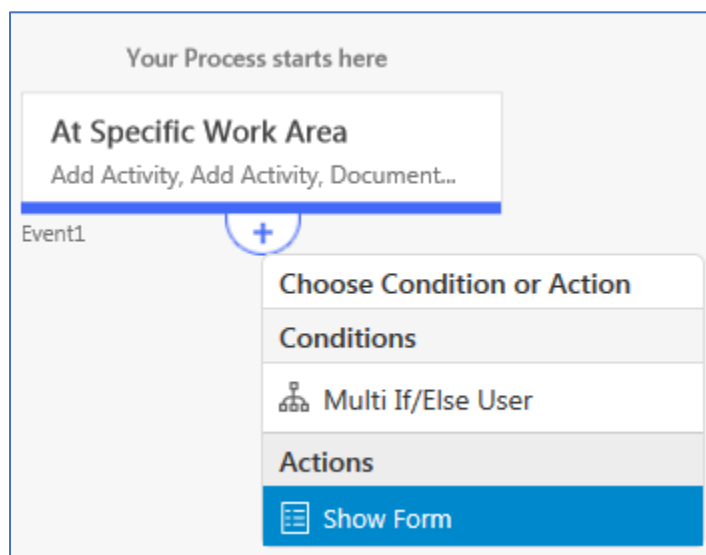 Your Process starts here
At Specific Work Area
Add Activity, Add Activity, Document...
Event1
+
Choose Condition or Action
Conditions
Multi If/Else User
Actions
Show Form